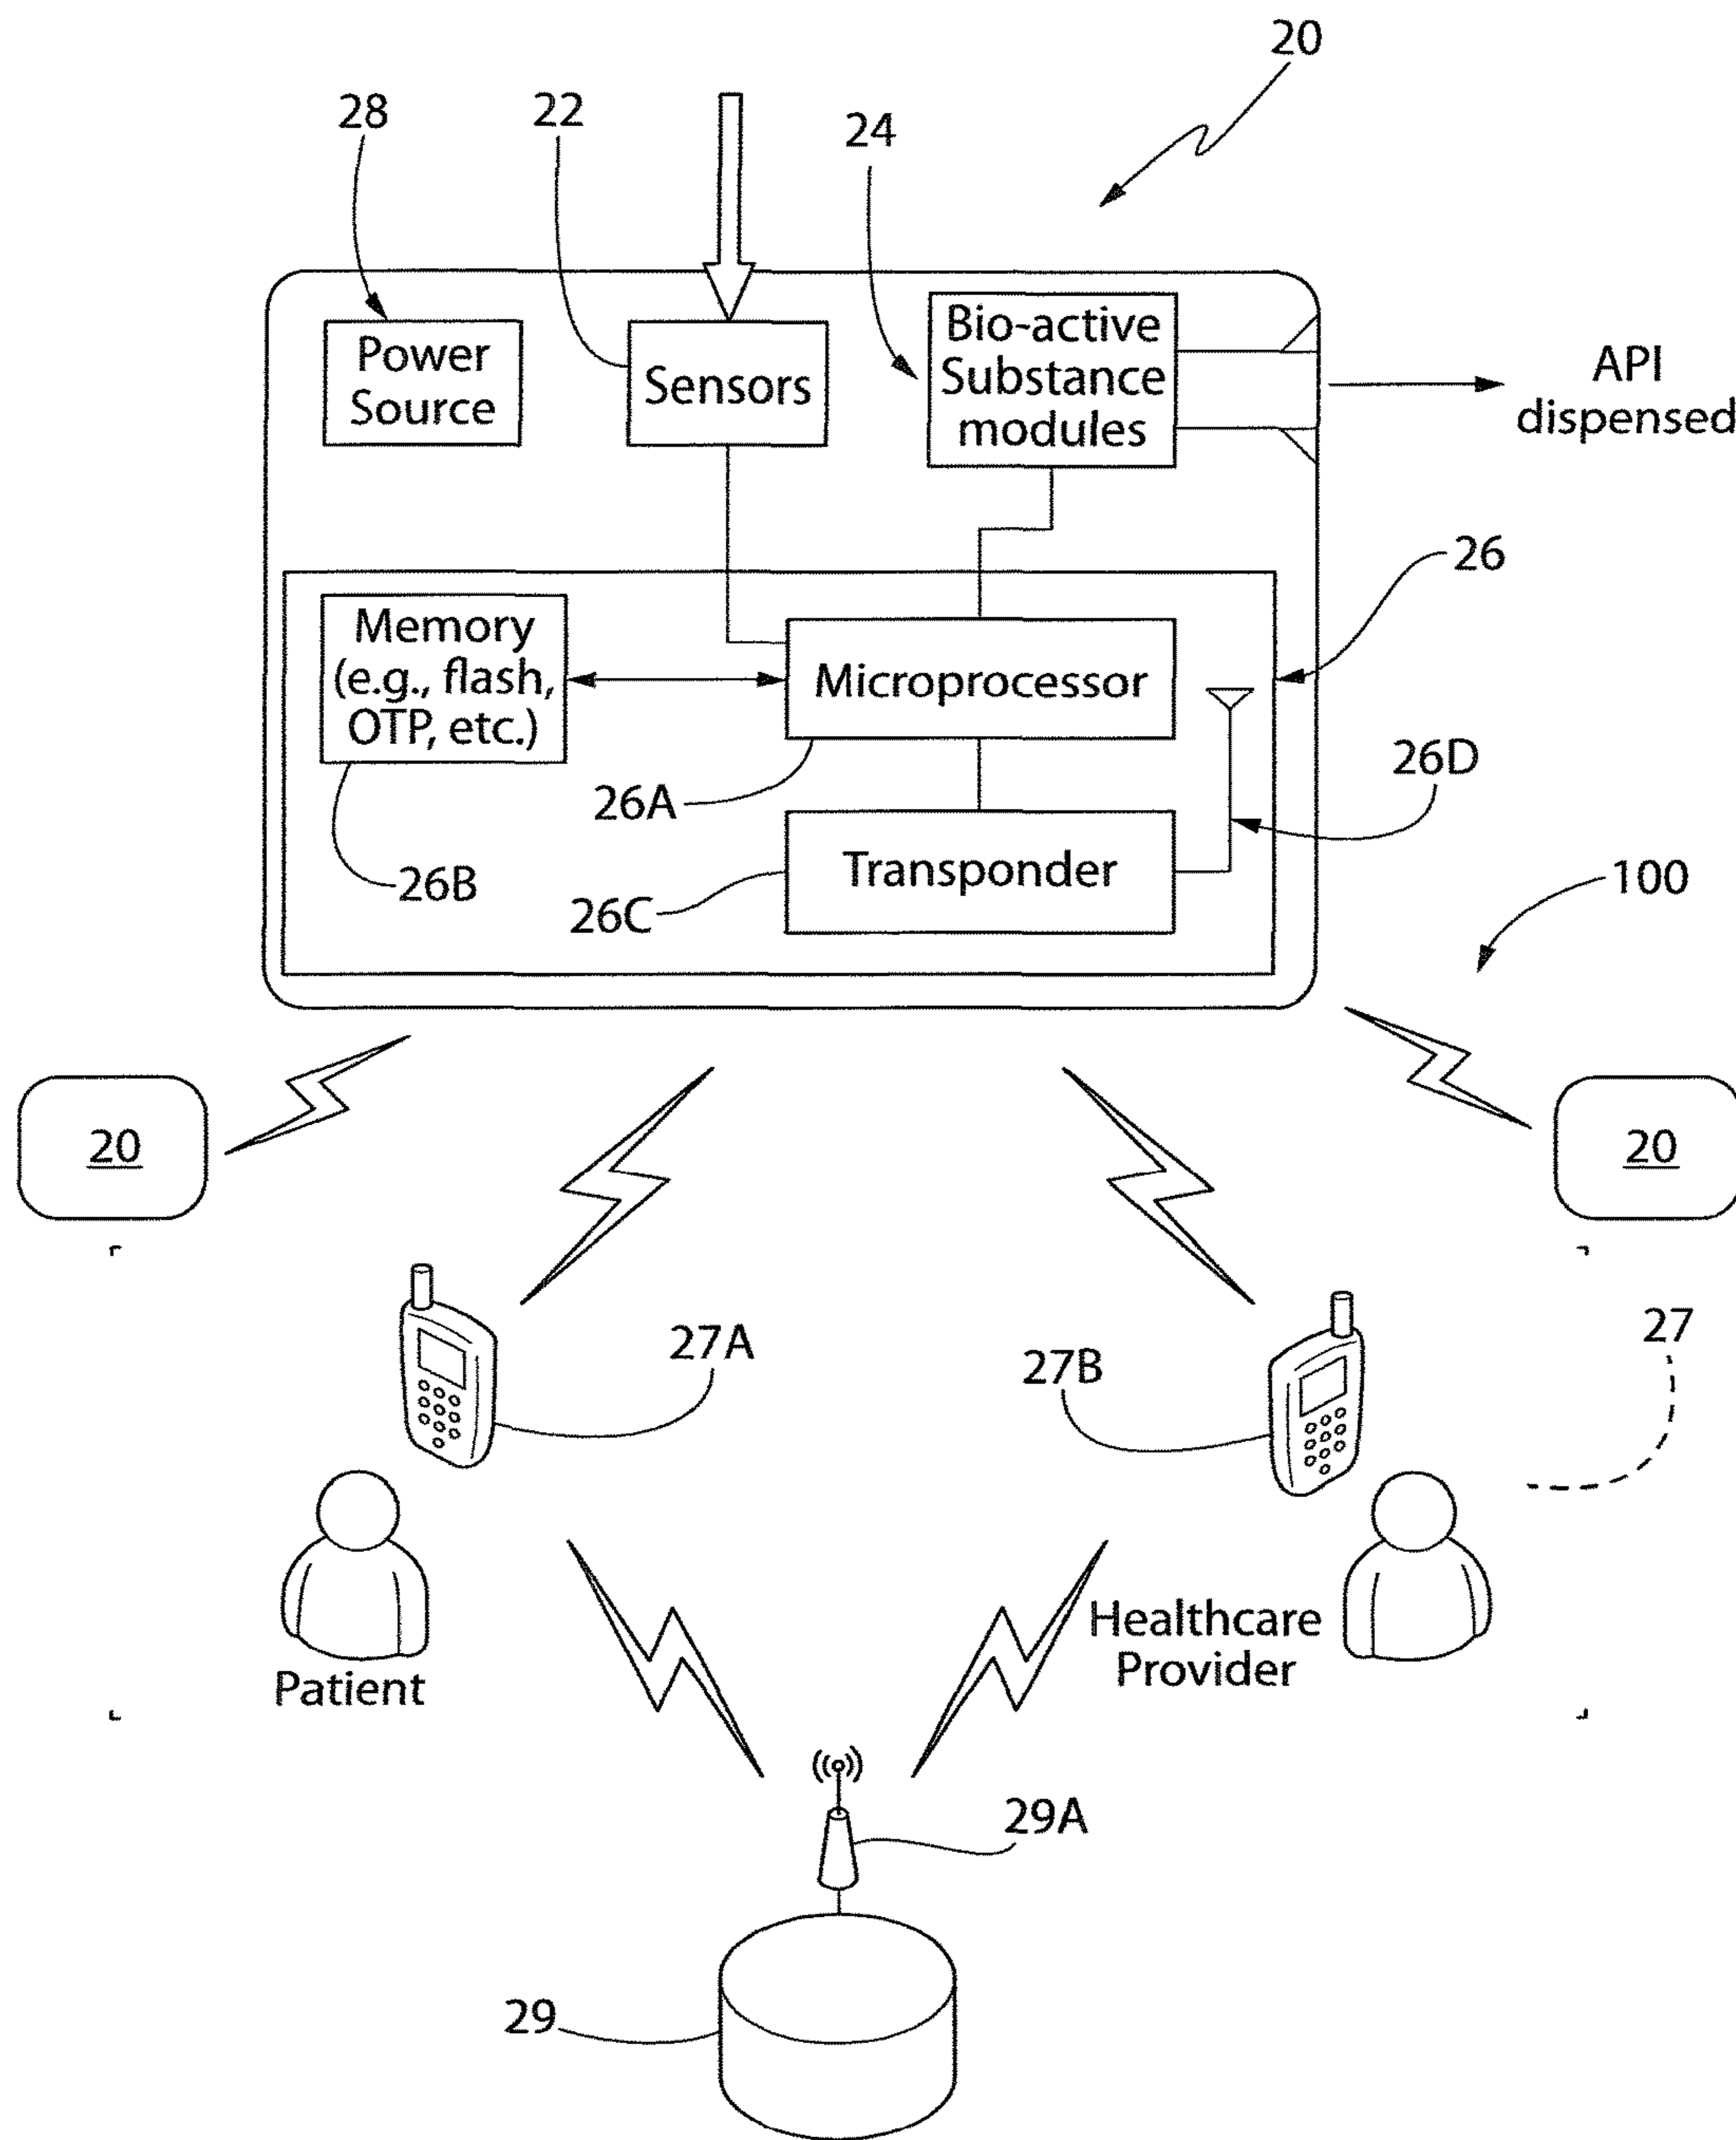 20
28
22
24
Power
Source
Sensors
Bio-active
Substance
modules
API
dispensed
26
Memory
(e.g., flash,
OTP, etc.)
Microprocessor
26A
26D
26B
Transponder
26C
100
20
20
27A
27B
27
Patient
Healthcare
Provider
29A
29